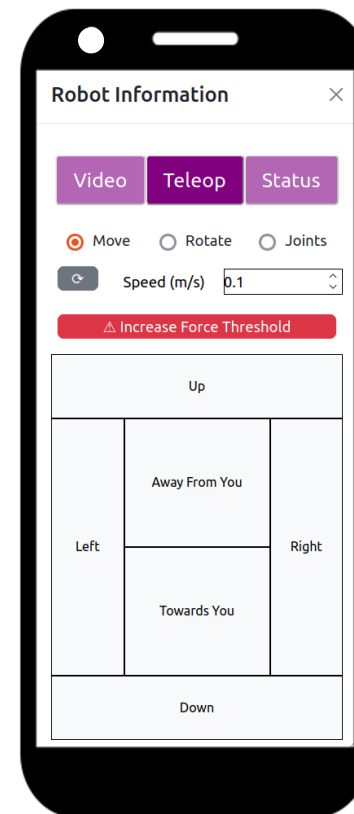 Robot Information ×
Video Teleop Status
Move Rotate Joints
⟳ Speed (m/s) 0.1
⚠ Increase Force Threshold
Up
Away From You
Left Right
Towards You
Down